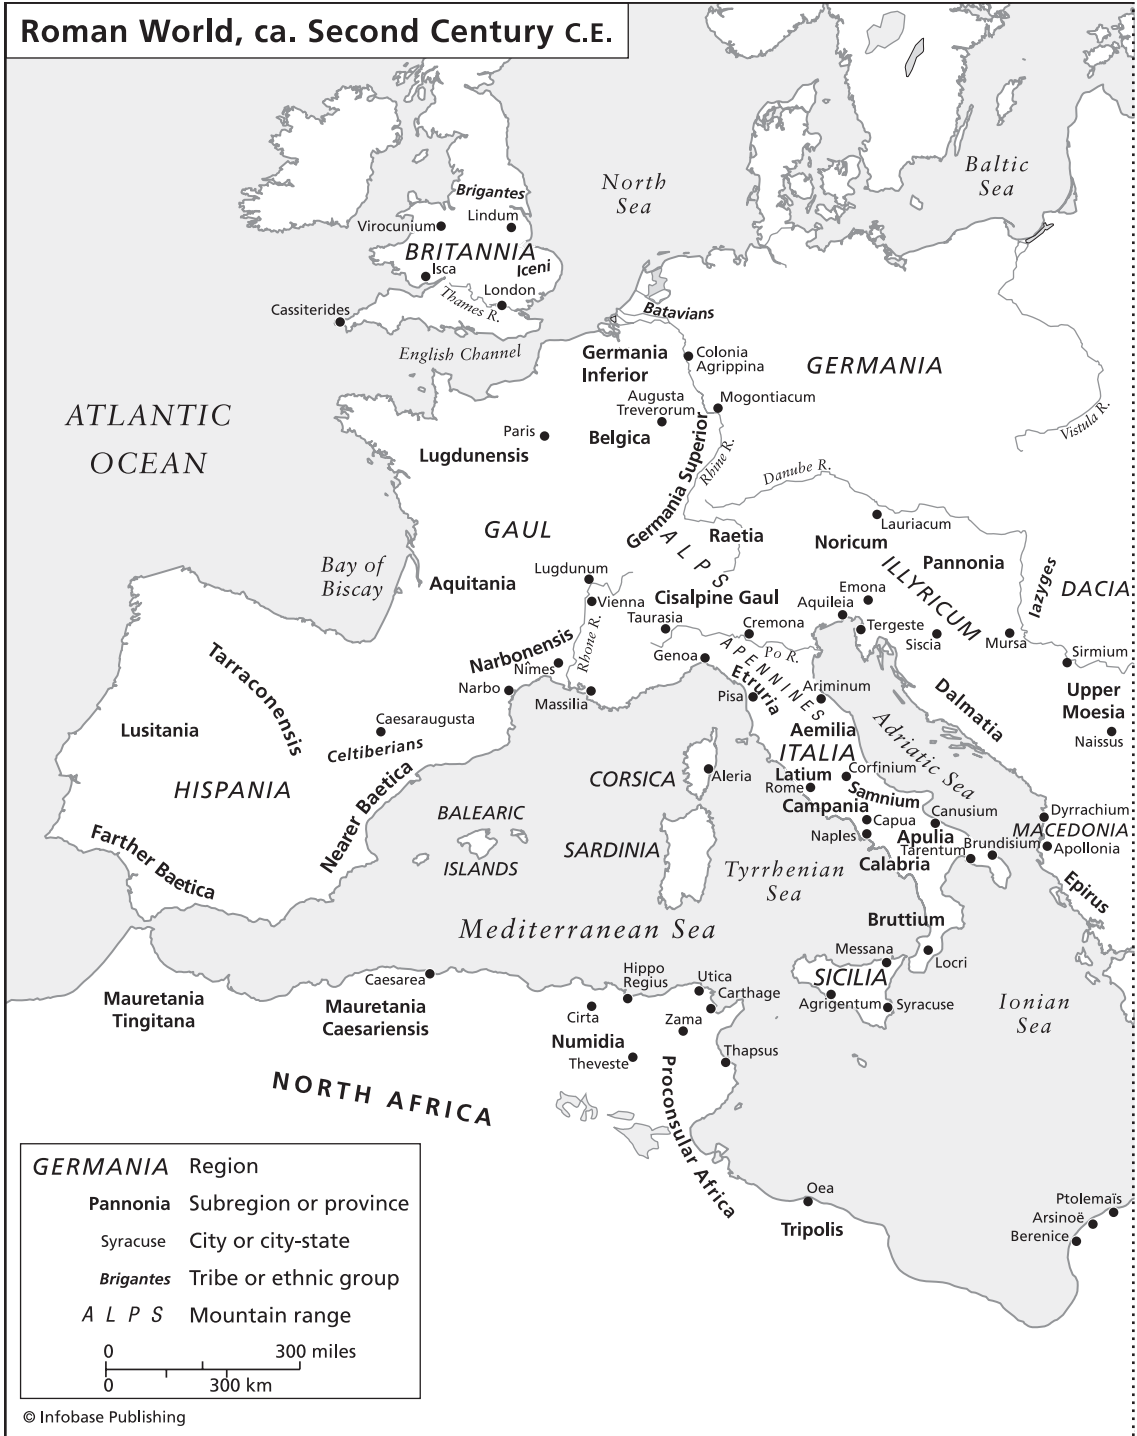 Roman World, ca. Second Century C.E.
North
Sea
Baltic
Sea
Brigantes
Lindum
Virocunium
BRITANNIA
Iceni
Isca
London
Thames R.
Cassiterides
English Channel
Batavians
Germania
Inferior
Colonia
Agrippina
GERMANIA
Augusta
Treverorum
Mogontiacum
ATLANTIC
OCEAN
Paris
Belgica
Vistula R.
Lugdunensis
Germania Superior
Rhine R.
Danube R.
Lauriacum
GAUL
ALPS
Raetia
Noricum
Pannonia
Bay of
Biscay
Lugdunum
ILLYRICUM
Iazyges
DACIA
Aquitania
Vienna
Cisalpine Gaul
Emona
Aquileia
Taurasia
Cremona
Tergeste
Siscia
Mursa
Sirmium
Rhone R.
Narbonensis
Nîmes
Genoa
APENNINES
Po R.
Tarraconensis
Narbo
Massilia
Pisa
Etruria
Ariminum
Dalmatia
Upper
Moesia
Lusitania
Caesaraugusta
Aemilia
Adriatic Sea
Naissus
Celtiberians
ITALIA
HISPANIA
Nearer Baetica
CORSICA
Aleria
Latium
Rome
Corfinium
Samnium
BALEARIC
ISLANDS
Campania
Capua
Canusium
Dyrrachium
Farther Baetica
Naples
Apulia
MACEDONIA
SARDINIA
Tarentum
Brundisium
Apollonia
Tyrrhenian
Sea
Calabria
Epirus
Mediterranean Sea
Bruttium
Messana
Locri
Caesarea
Hippo
Regius
Utica
SICILIA
Mauretania
Tingitana
Mauretania
Caesariensis
Carthage
Agrigentum
Syracuse
Ionian
Sea
Cirta
Zama
Numidia
Theveste
Thapsus
NORTH AFRICA
Proconsular Africa
Oea
Tripolis
Ptolemaïs
Arsinoë
Berenice
GERMANIA Region
Pannonia Subregion or province
Syracuse City or city-state
Brigantes Tribe or ethnic group
ALPS Mountain range
0 300 miles
0 300 km
© Infobase Publishing